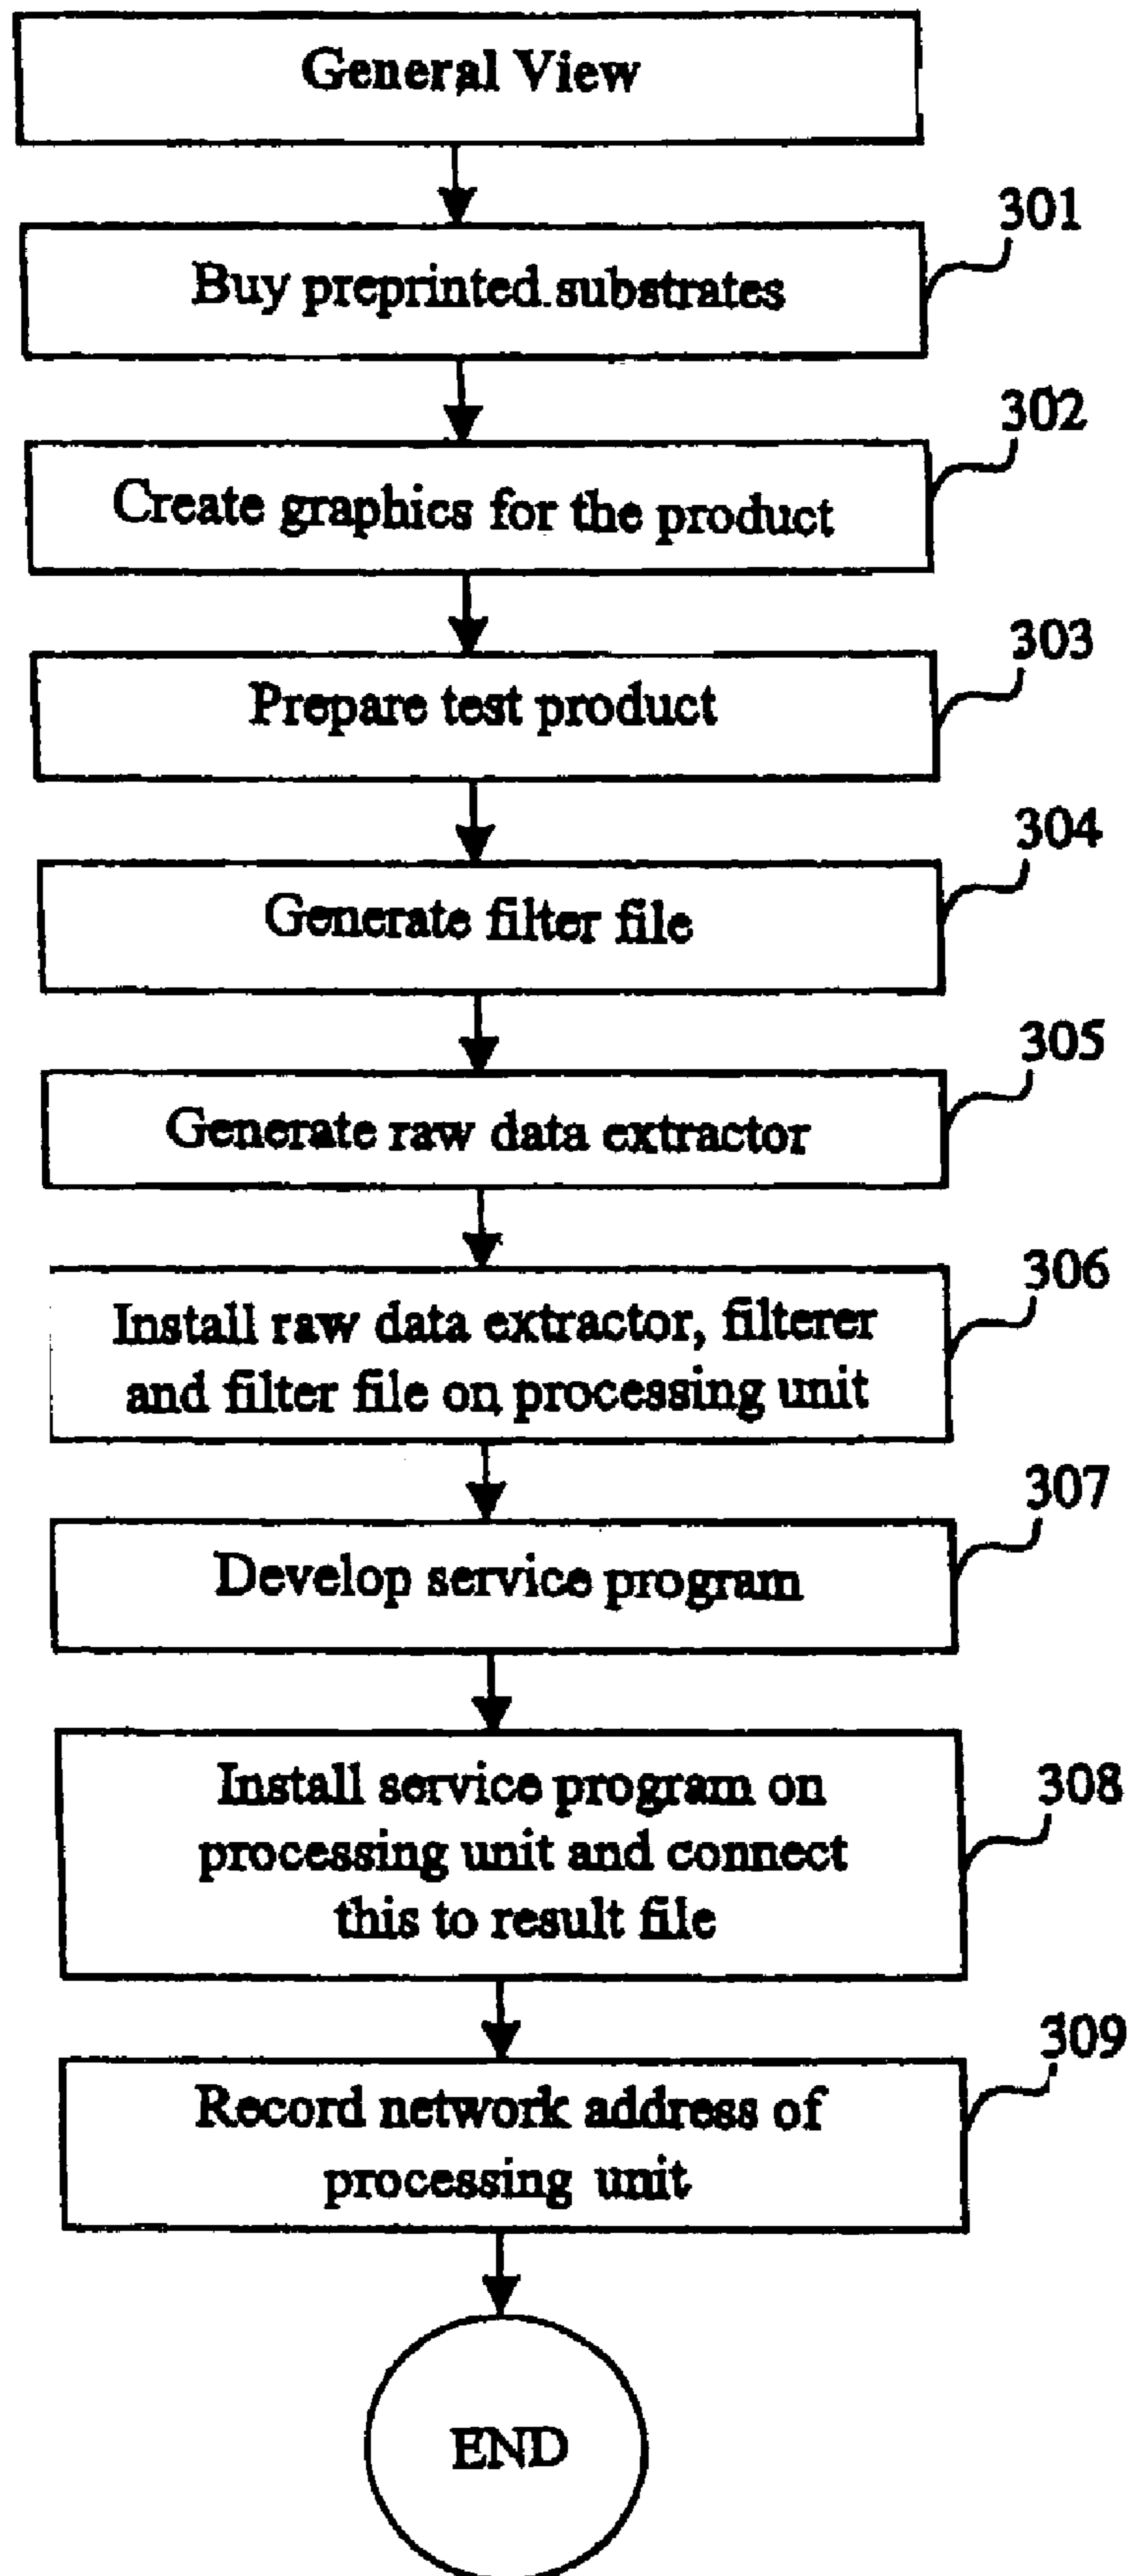 General View
301
Buy preprinted substrates
302
Create graphics for the product
303
Prepare test product
304
Generate filter file
305
Generate raw data extractor
306
Install raw data extractor, filterer
and filter file on processing unit
307
Develop service program
Install service program on
308
processing unit and connect
this to result file
309
Record network address of
processing unit
END